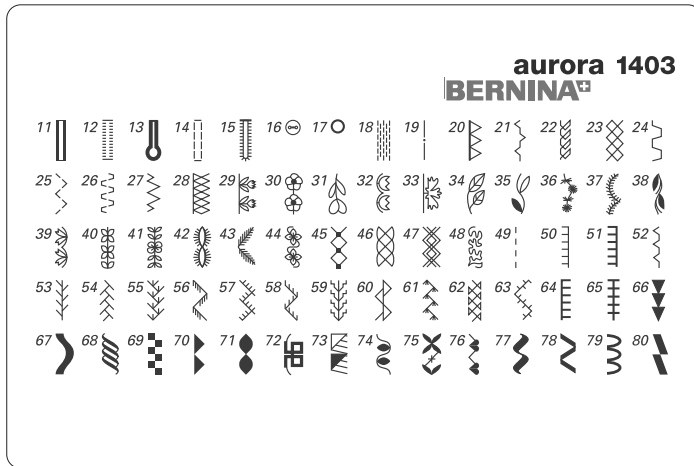 aurora 1403
BERNINA
11 12 13 14 15 16 17 18 19 20 21 22 23 24
25 26 27 28 29 30 31 32 33 34 35 36 37 38
39 40 41 42 43 44 45 46 47 48 49 50 51 52
53 54 55 56 57 58 59 60 61 62 63 64 65 66
67 68 69 70 71 72 73 74 75 76 77 78 79 80